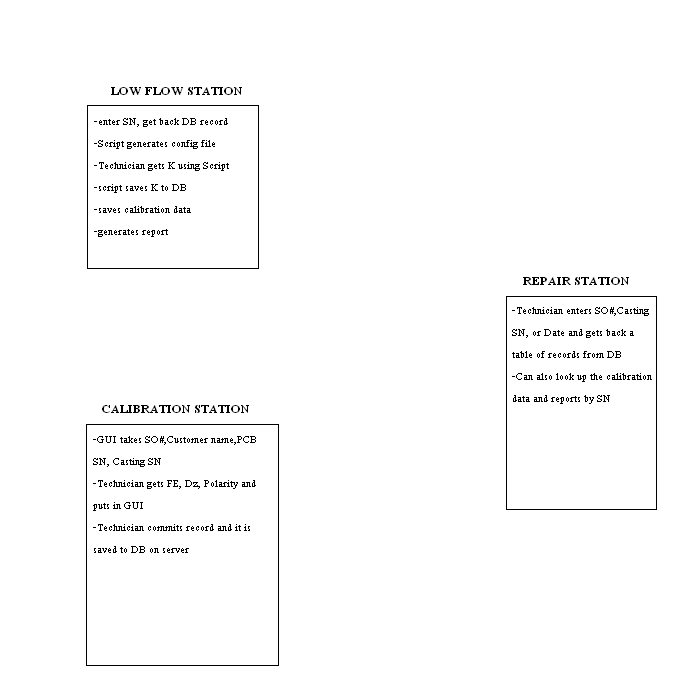 LOW FLOW STATION
-enter SN, get back DB record
-Script generates config file
-Technician gets K using Script
-script saves K to DB
-saves calibration data
-generates report
REPAIR STATION
-Technician enters SO#,Casting
SN, or Date and gets back a
table of records from DB
-Can also look up the calibration
data and reports by SN
CALIBRATION STATION
-GUI takes SO#,Customer name,PCB
SN, Casting SN
-Technician gets FE, Dz, Polarity and
puts in GUI
-Technician commits record and it is
saved to DB on server